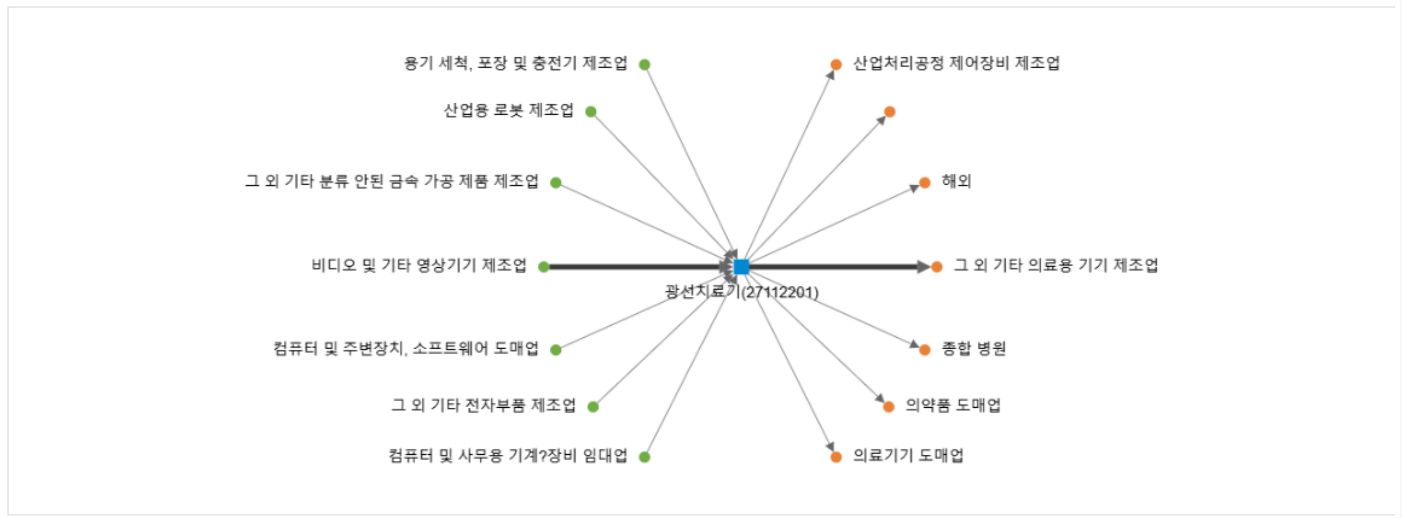 용기 세척, 포장 및 충전기 제조업
산업처리공정 제어장비 제조업
산업용 로봇 제조업
그 외 기타 분류 안된 금속 가공 제품 제조업
해외
비디오 및 기타 영상기기 제조업
그 외 기타 의료용 기기 제조업
광선치료기(27112201)
컴퓨터 및 주변장치, 소프트웨어 도매업
종합 병원
그 외 기타 전자부품 제조업
의약품 도매업
컴퓨터 및 사무용 기계?장비 임대업
의료기기 도매업